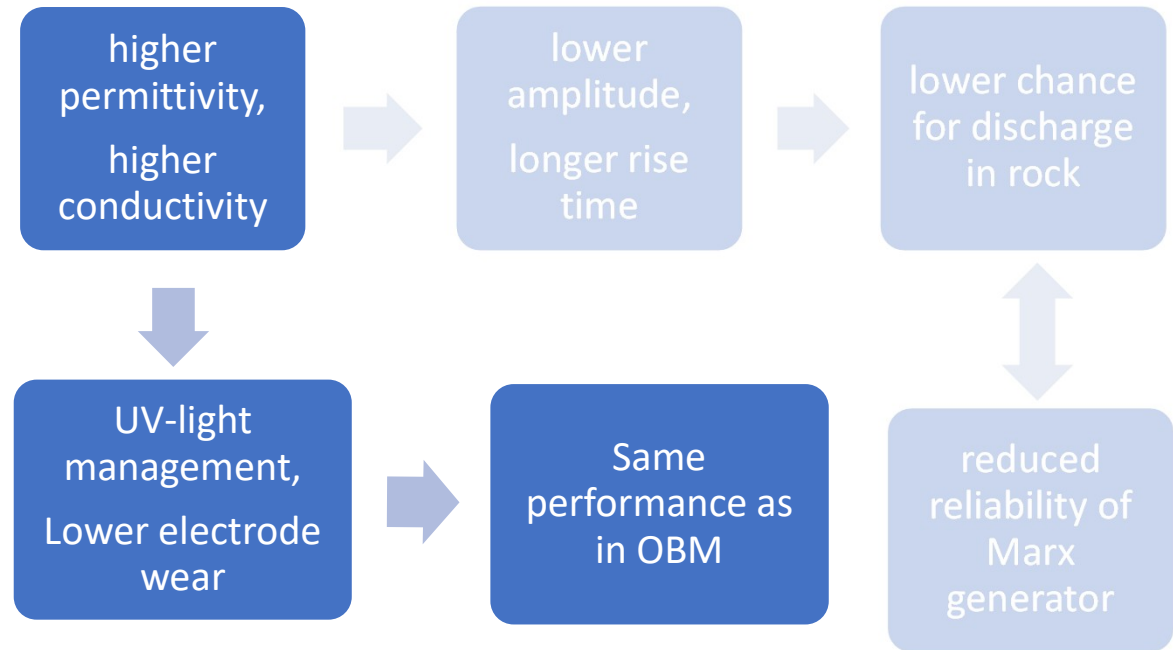 higher
permittivity,
higher
conductivity
lower
amplitude,
longer rise
time
lower chance
for discharge
in rock
UV-light
management,
Lower electrode
wear
Same
performance as
in OBM
reduced
reliability of
Marx
generator